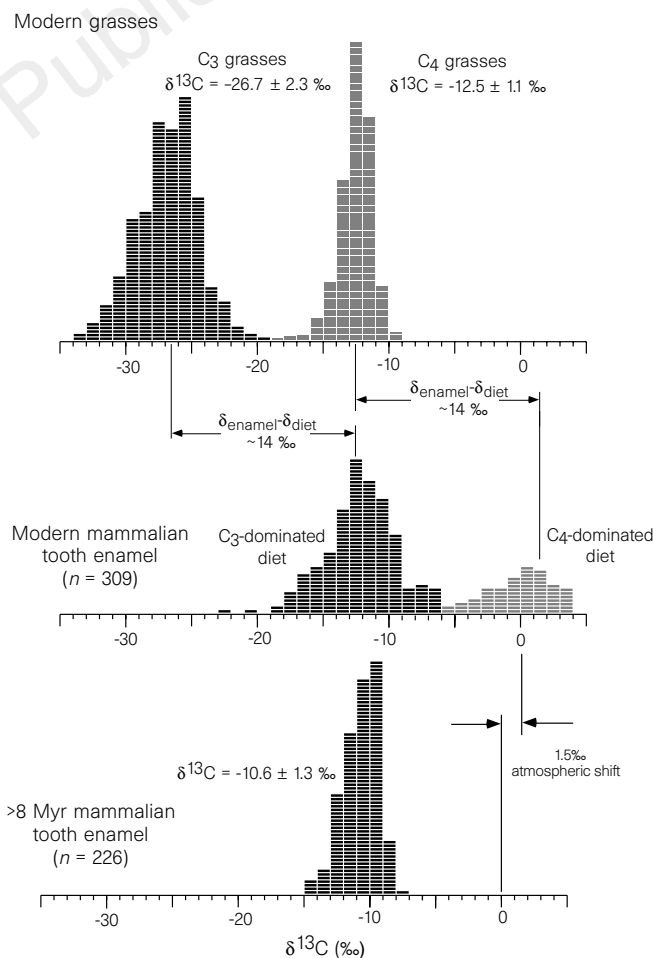 Public
Modern grasses
C3 grasses
δ13C = -26.7 ± 2.3 ‰
C4 grasses
δ13C = -12.5 ± 1.1 ‰
-30 -20 -10 0
δenamel-δdiet
~14 ‰
δenamel-δdiet
~14 ‰
Modern mammalian
tooth enamel
(n = 309)
C3-dominated
diet
C4-dominated
diet
-30 -20 -10 0
1.5‰
atmospheric shift
δ13C = -10.6 ± 1.3 ‰
>8 Myr mammalian
tooth enamel
(n = 226)
-30 -20 -10 0
δ13C (‰)